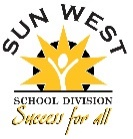 SUN WEST
SCHOOL DIVISION
Success for all